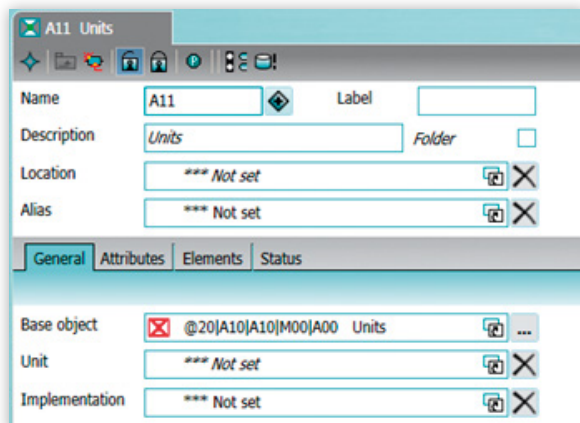 A11 Units
Name A11 Label
Description Units Folder
Location *** Not set
Alias *** Not set
General Attributes Elements Status
Base object @20|A10|A10|M00|A00 Units ...
Unit *** Not set
Implementation *** Not set